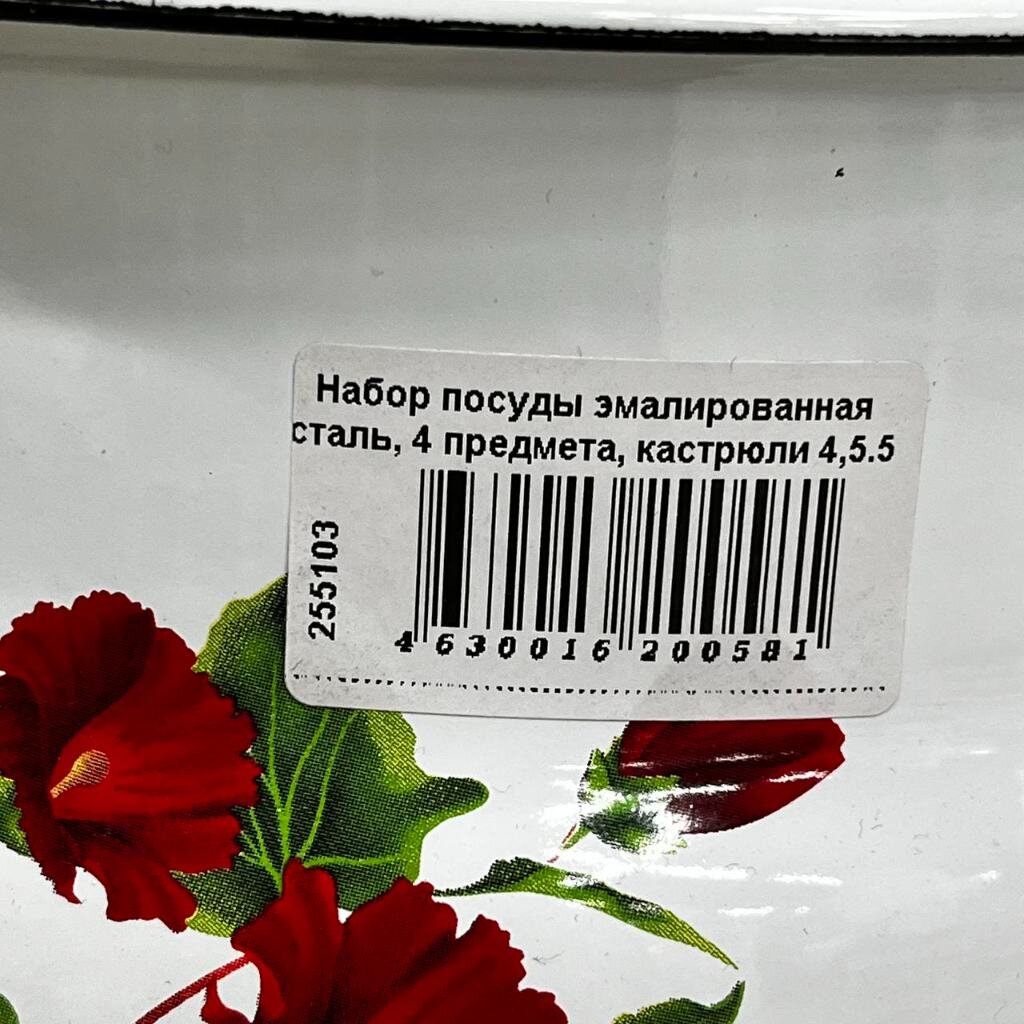 Набор посуды эмалированная
сталь, 4 предмета, кастрюли 4,5.5
255103
4 630016 200581